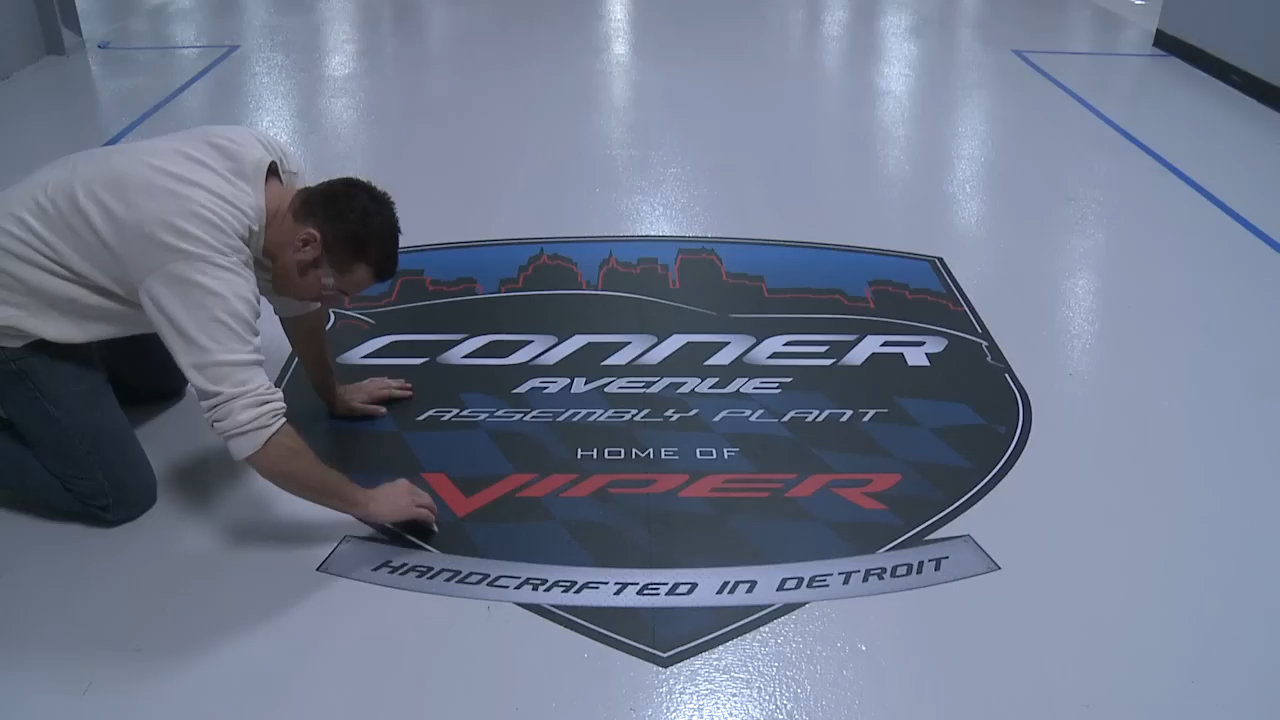 CONNER
AVENUE
ASSEMBLY PLANT
HOME OF
VIPER
HANDCRAFTED IN DETROIT